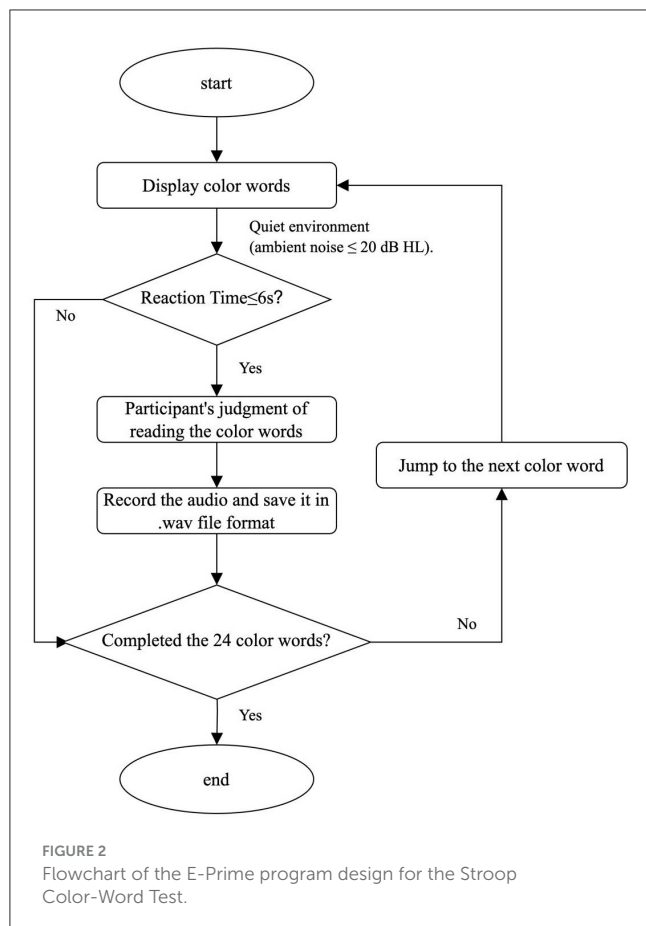 start
Display color words
Quiet environment
(ambient noise ≤ 20 dB HL).
Reaction Time≤6s?
No
Yes
Participant's judgment of
reading the color words
Jump to the next color word
Record the audio and save it in
.wav file format
Completed the 24 color words?
No
Yes
end
FIGURE 2
Flowchart of the E-Prime program design for the Stroop
Color-Word Test.